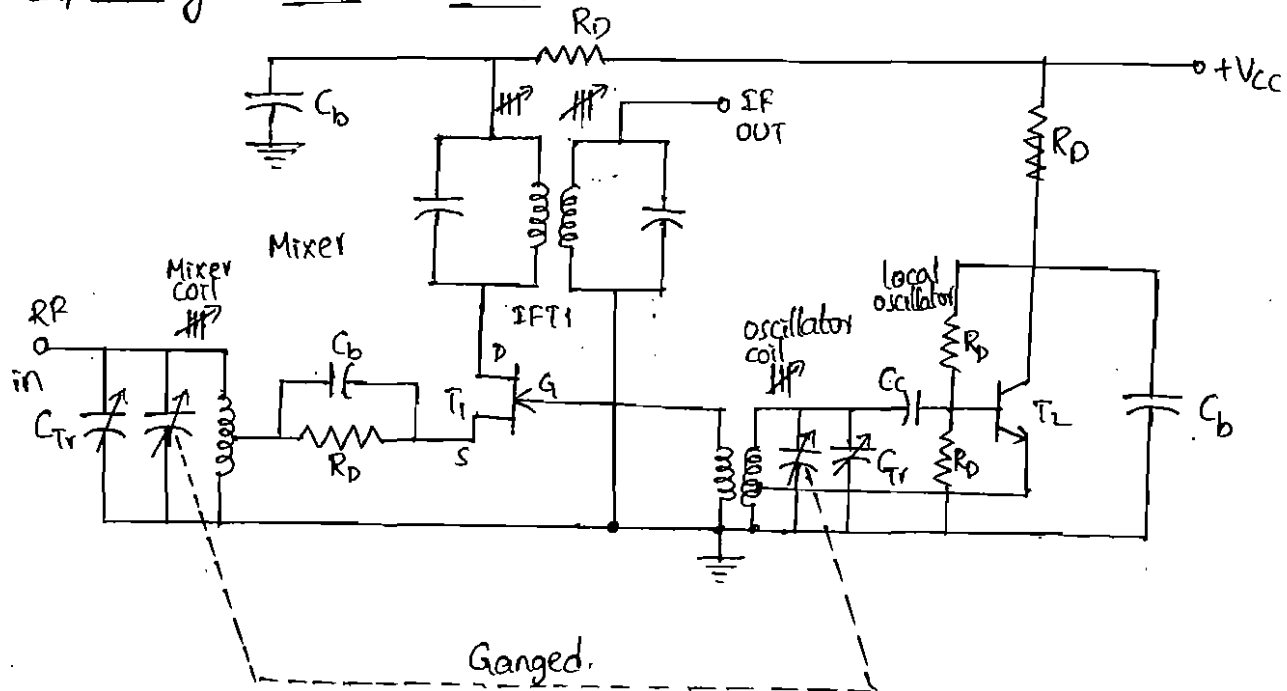 RD
+VCC
Cb
IF
OUT
RD
Mixer
Mixer
coil
RF
in
CTr
Cb
RD
S
IFT1
D
G
T1
oscillator
coil
local
oscillator
RD
Cc
T2
Cb
CTr
RD
Ganged.